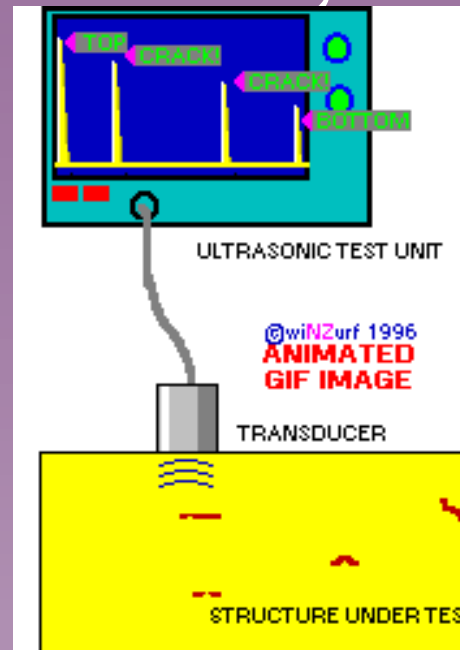 TOP
CRACK!
CRACK!
BOTTOM
ULTRASONIC TEST UNIT
©wiNZurf 1996
ANIMATED
GIF IMAGE
TRANSDUCER
STRUCTURE UNDER TES